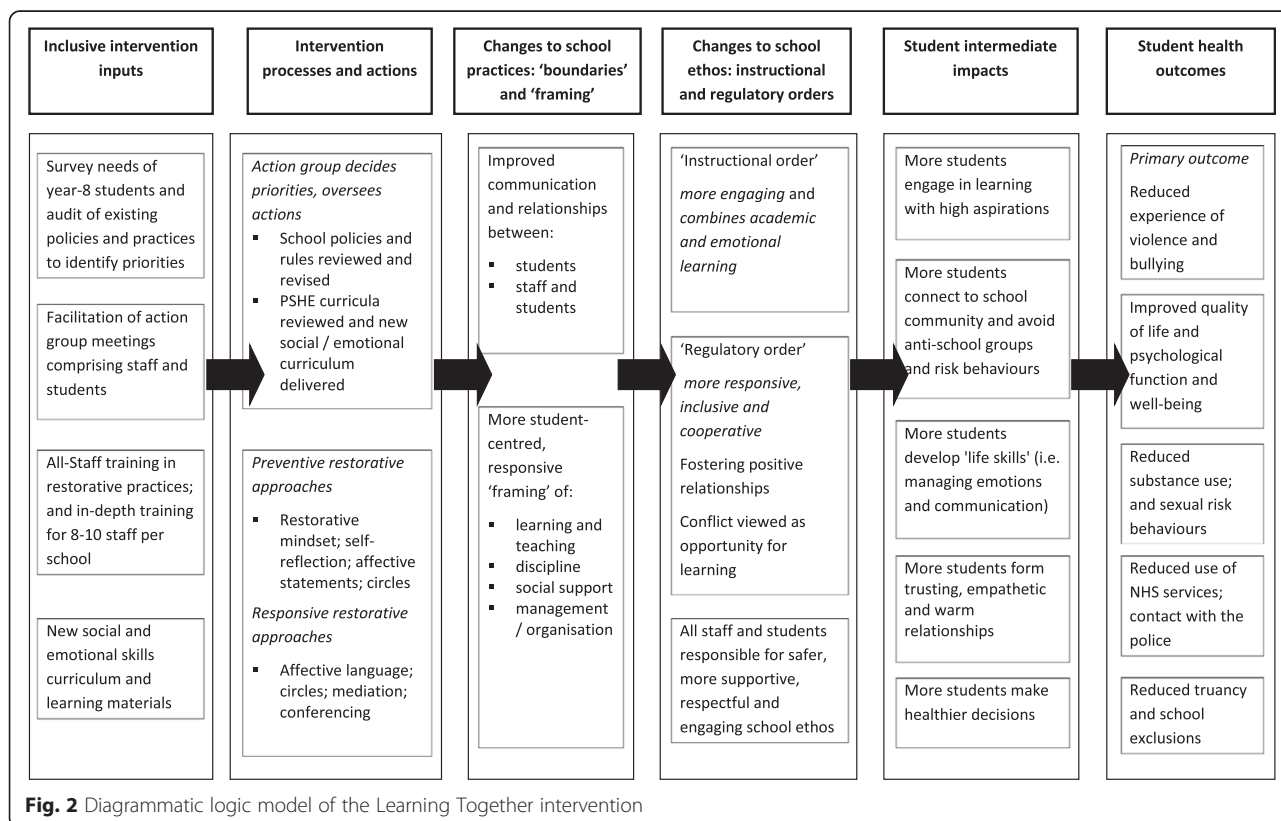 Inclusive intervention
inputs
Intervention
processes and actions
Changes to school
practices: ‘boundaries’
and ‘framing’
Changes to school
ethos: instructional
and regulatory orders
Student intermediate
impacts
Student health
outcomes
Survey needs of
year-8 students and
audit of existing
policies and practices
to identify priorities
Facilitation of action
group meetings
comprising staff and
students
All-Staff training in
restorative practices;
and in-depth training
for 8-10 staff per
school
New social and
emotional skills
curriculum and
learning materials
Action group decides
priorities, oversees
actions
▪ School policies and
rules reviewed and
revised
▪ PSHE curricula
reviewed and new
social / emotional
curriculum
delivered
Preventive restorative
approaches
▪ Restorative
mindset; self-
reflection; affective
statements; circles
Responsive restorative
approaches
▪ Affective language;
circles; mediation;
conferencing
Improved
communication
and relationships
between:
▪ students
▪ staff and
students
More student-
centred,
responsive
‘framing’ of:
▪ learning and
teaching
▪ discipline
▪ social support
▪ management
/ organisation
‘Instructional order’
more engaging and
combines academic
and emotional
learning
‘Regulatory order’
more responsive,
inclusive and
cooperative
Fostering positive
relationships
Conflict viewed as
opportunity for
learning
All staff and students
responsible for safer,
more supportive,
respectful and
engaging school ethos
More students
engage in learning
with high aspirations
More students
connect to school
community and avoid
anti-school groups
and risk behaviours
More students
develop 'life skills' (i.e.
managing emotions
and communication)
More students form
trusting, empathetic
and warm
relationships
More students make
healthier decisions
Primary outcome
Reduced
experience of
violence and
bullying
Improved quality
of life and
psychological
function and
well-being
Reduced
substance use;
and sexual risk
behaviours
Reduced use of
NHS services;
contact with the
police
Reduced truancy
and school
exclusions
Fig. 2 Diagrammatic logic model of the Learning Together intervention